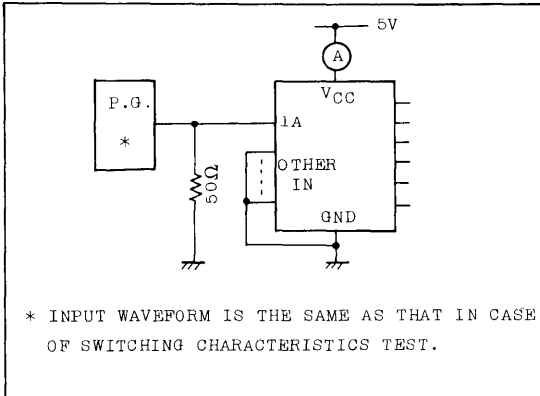 5V
A
VCC
P.G.
*
1A
50Ω
OTHER
IN
GND
* INPUT WAVEFORM IS THE SAME AS THAT IN CASE
OF SWITCHING CHARACTERISTICS TEST.